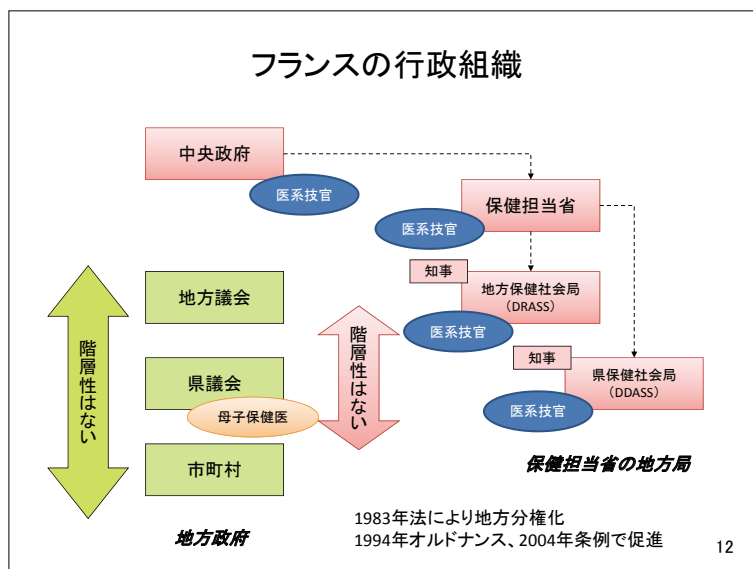 フランスの行政組織
中央政府
医系技官
保健担当省
医系技官
知事
地方保健社会局
（DRASS）
医系技官
知事
県保健社会局
（DDASS）
医系技官
保健担当省の地方局
階層性はない
地方議会
県議会
母子保健医
市町村
地方政府
階層性はない
1983年法により地方分権化
1994年オルドナンス、2004年条例で促進
12